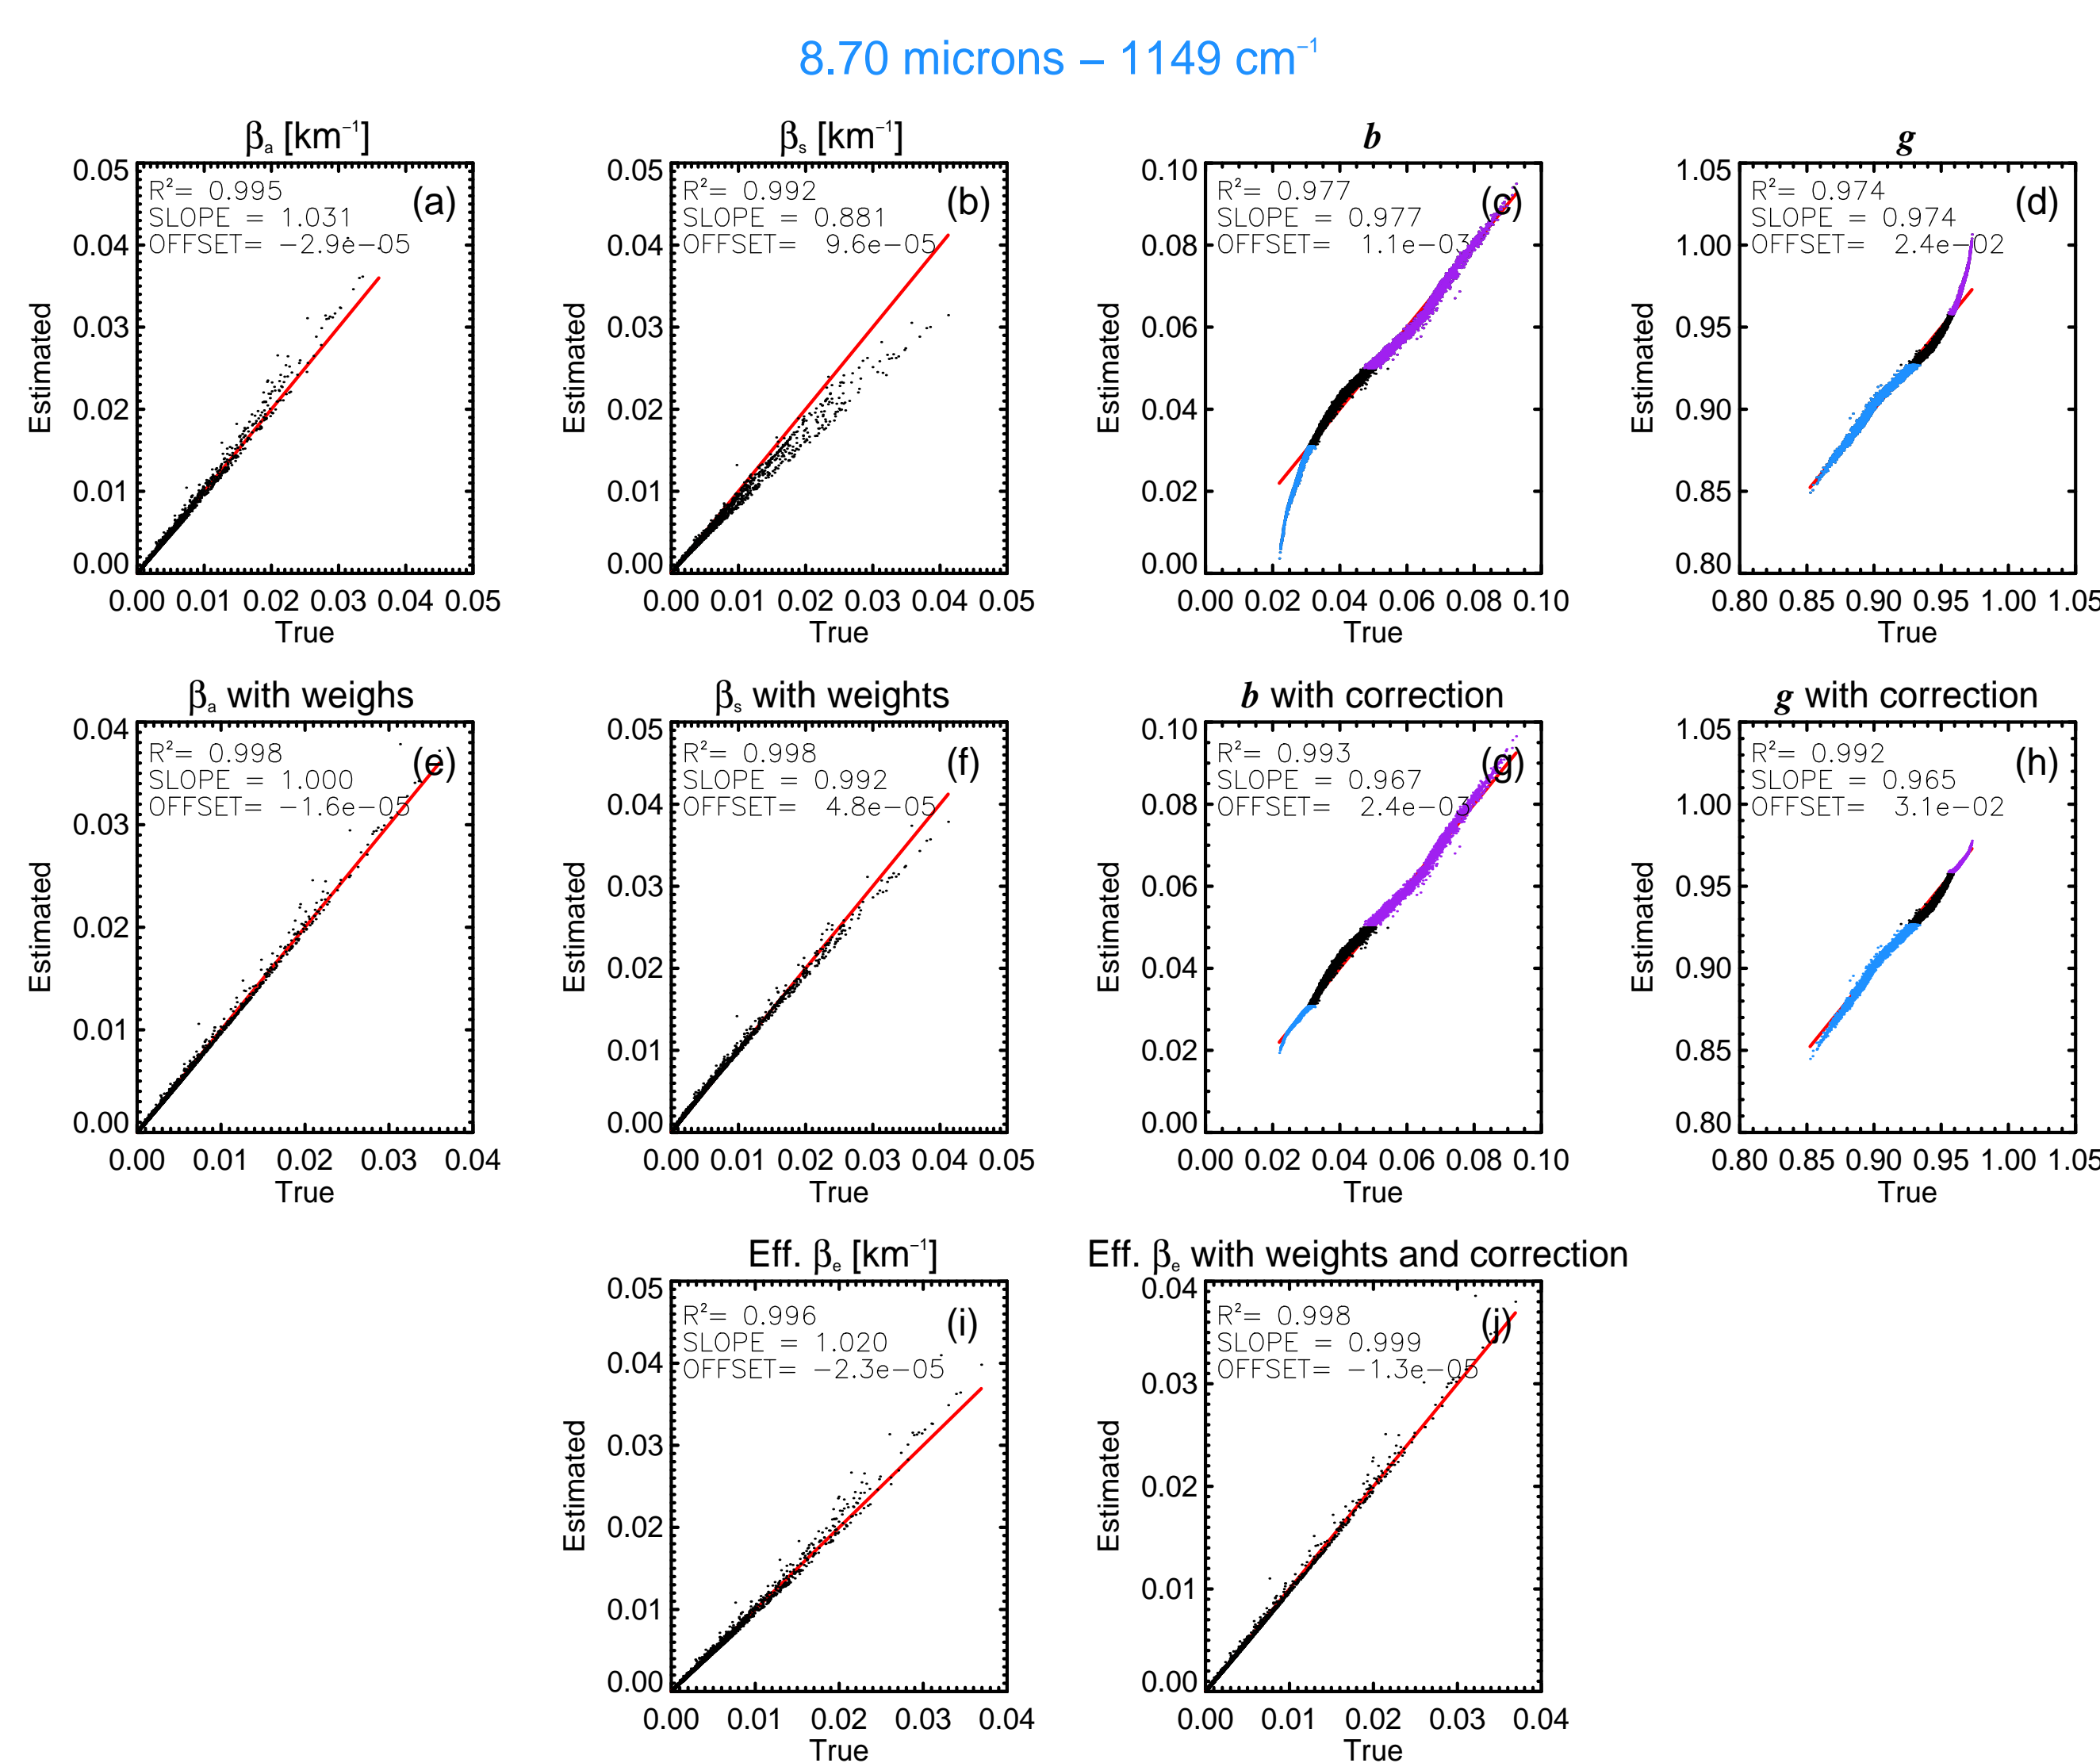 8.70 microns – 1149 cm⁻¹
βₐ [km⁻¹]
R²= 0.995
SLOPE = 1.031
OFFSET= −2.9e−05
(a)
0.05
0.04
0.03
0.02
0.01
0.00
Estimated
0.00 0.01 0.02 0.03 0.04 0.05
True
βₛ [km⁻¹]
R²= 0.992
SLOPE = 0.881
OFFSET= 9.6e−05
(b)
0.05
0.04
0.03
0.02
0.01
0.00
Estimated
0.00 0.01 0.02 0.03 0.04 0.05
True
b
R²= 0.977
SLOPE = 0.977
OFFSET= 1.1e−03
(c)
0.10
0.08
0.06
0.04
0.02
0.00
Estimated
0.00 0.02 0.04 0.06 0.08 0.10
True
g
R²= 0.974
SLOPE = 0.974
OFFSET= 2.4e−02
(d)
1.05
1.00
0.95
0.90
0.85
0.80
Estimated
0.80 0.85 0.90 0.95 1.00 1.05
True
βₐ with weighs
R²= 0.998
SLOPE = 1.000
OFFSET= −1.6e−05
(e)
0.04
0.03
0.02
0.01
0.00
Estimated
0.00 0.01 0.02 0.03 0.04
True
βₛ with weights
R²= 0.998
SLOPE = 0.992
OFFSET= 4.8e−05
(f)
0.05
0.04
0.03
0.02
0.01
0.00
Estimated
0.00 0.01 0.02 0.03 0.04 0.05
True
b with correction
R²= 0.993
SLOPE = 0.967
OFFSET= 2.4e−03
(g)
0.10
0.08
0.06
0.04
0.02
0.00
Estimated
0.00 0.02 0.04 0.06 0.08 0.10
True
g with correction
R²= 0.992
SLOPE = 0.965
OFFSET= 3.1e−02
(h)
1.05
1.00
0.95
0.90
0.85
0.80
Estimated
0.80 0.85 0.90 0.95 1.00 1.05
True
Eff. βₑ [km⁻¹]
R²= 0.996
SLOPE = 1.020
OFFSET= −2.3e−05
(i)
0.05
0.04
0.03
0.02
0.01
0.00
Estimated
0.00 0.01 0.02 0.03 0.04
True
Eff. βₑ with weights and correction
R²= 0.998
SLOPE = 0.999
OFFSET= −1.3e−05
(j)
0.04
0.03
0.02
0.01
0.00
Estimated
0.00 0.01 0.02 0.03 0.04
True